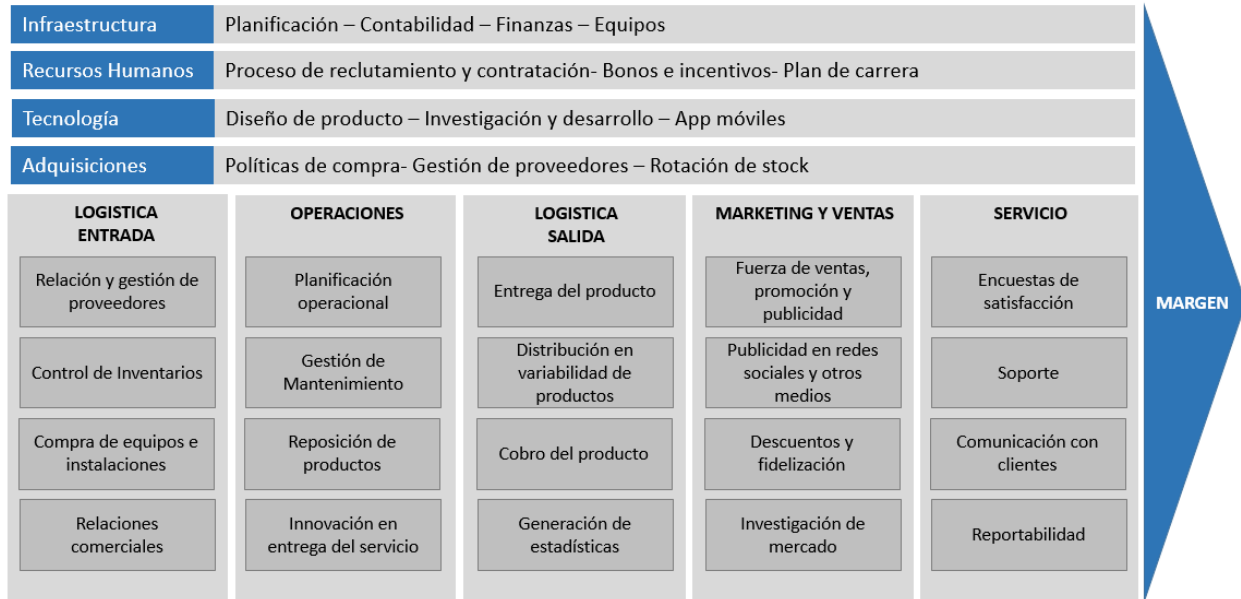 Infraestructura
Planificación – Contabilidad – Finanzas – Equipos
Recursos Humanos
Proceso de reclutamiento y contratación- Bonos e incentivos- Plan de carrera
Tecnología
Diseño de producto – Investigación y desarrollo – App móviles
Adquisiciones
Políticas de compra- Gestión de proveedores – Rotación de stock
LOGISTICA
ENTRADA
Relación y gestión de
proveedores
Control de Inventarios
Compra de equipos e
instalaciones
Relaciones
comerciales
OPERACIONES
Planificación
operacional
Gestión de
Mantenimiento
Reposición de
productos
Innovación en
entrega del servicio
LOGISTICA
SALIDA
Entrega del producto
Distribución en
variabilidad de
productos
Cobro del producto
Generación de
estadísticas
MARKETING Y VENTAS
Fuerza de ventas,
promoción y
publicidad
Publicidad en redes
sociales y otros
medios
Descuentos y
fidelización
Investigación de
mercado
SERVICIO
Encuestas de
satisfacción
Soporte
Comunicación con
clientes
Reportabilidad
MARGEN